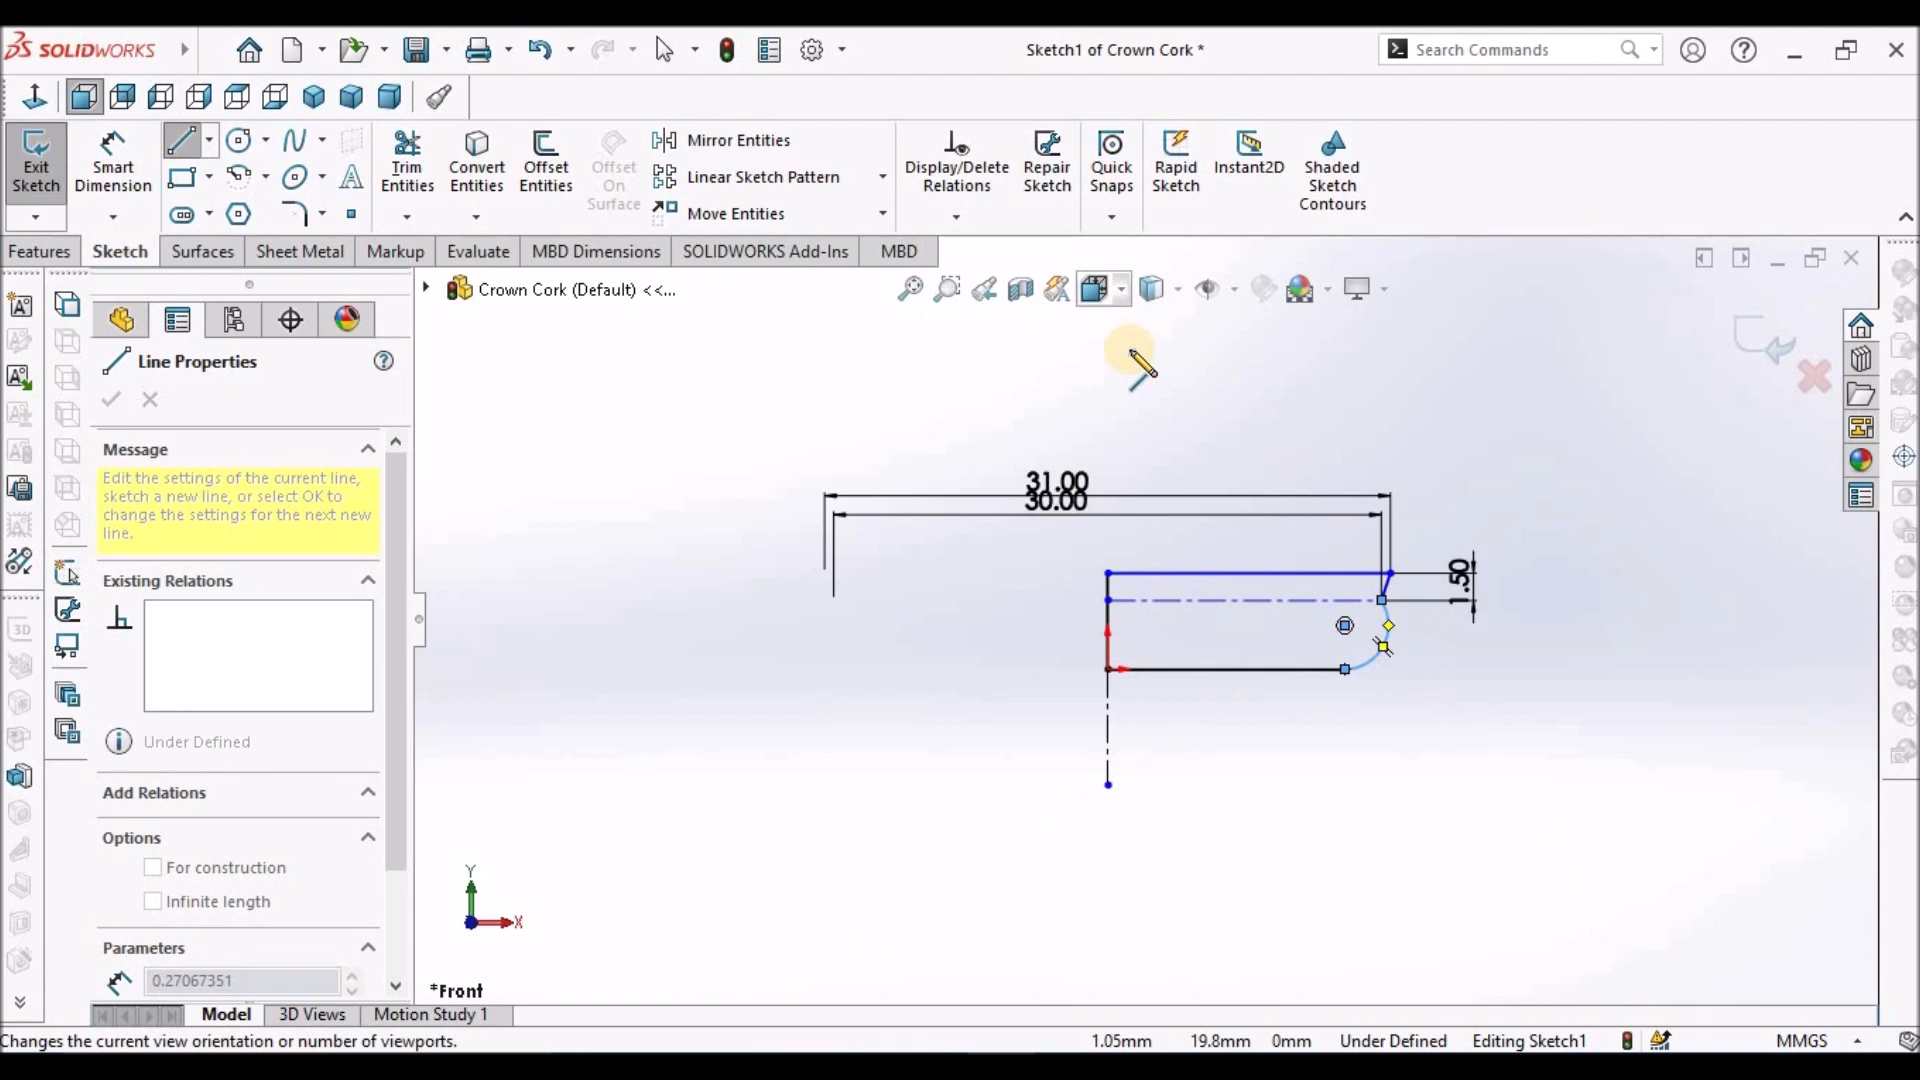 SOLIDWORKS
Sketch1 of Crown Cork *
Search Commands
Exit Sketch
Smart Dimension
Trim Entities
Convert Entities
Offset Entities
Offset On Surface
Mirror Entities
Linear Sketch Pattern
Move Entities
Display/Delete Relations
Repair Sketch
Quick Snaps
Rapid Sketch
Instant2D
Shaded Sketch Contours
Features
Sketch
Surfaces
Sheet Metal
Markup
Evaluate
MBD Dimensions
SOLIDWORKS Add-Ins
MBD
Crown Cork (Default) <<...
Line Properties
Message
Edit the settings of the current line,
sketch a new line, or select OK to
change the settings for the next new
line.
Existing Relations
Under Defined
Add Relations
Options
For construction
Infinite length
Parameters
0.27067351
31.00
30.00
1.50
Y
X
3D
*Front
Model
3D Views
Motion Study 1
Changes the current view orientation or number of viewports.
1.05mm
19.8mm
0mm
Under Defined
Editing Sketch1
MMGS